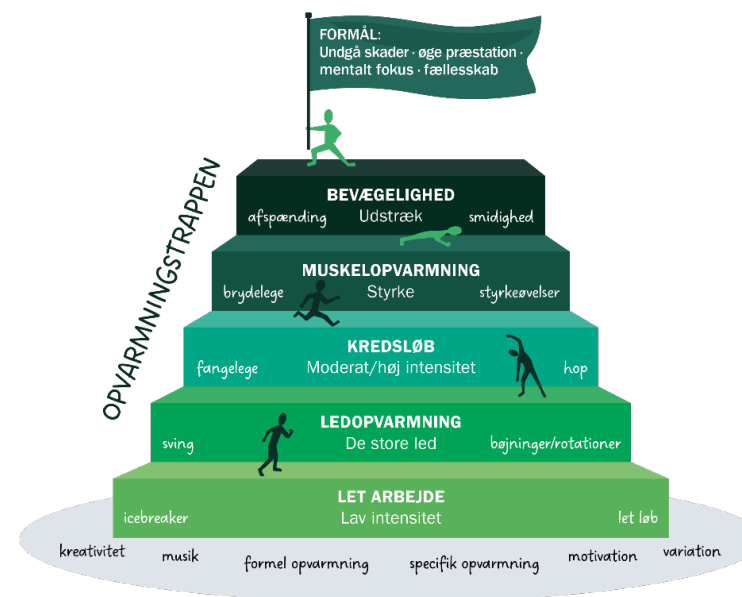 FORMÅL:
Undgå skader · øge præstation ·
mentalt fokus · fællesskab
OPVARMNINGSTRAPPEN
BEVÆGELIGHED
afspænding Udstræk smidighed
MUSKELOPVARMNING
brydelege Styrke styrkeøvelser
KREDSLØB
fangelege Moderat/høj intensitet hop
LEDOPVARMNING
sving De store led bøjninger/rotationer
LET ARBEJDE
icebreaker Lav intensitet let løb
kreativitet musik formel opvarmning specifik opvarmning motivation variation